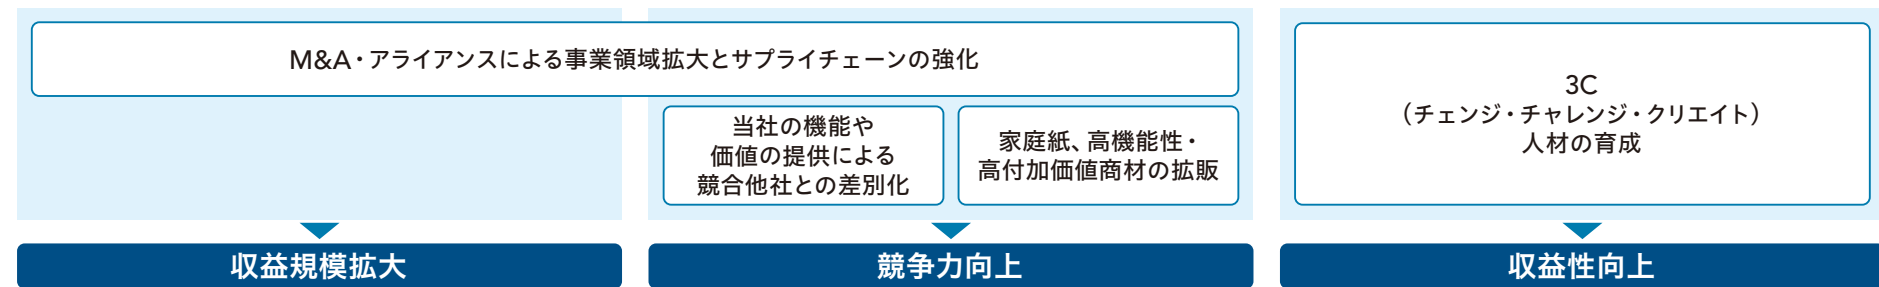 M&A・アライアンスによる事業領域拡大とサプライチェーンの強化
当社の機能や
価値の提供による
競合他社との差別化
家庭紙、高機能性・
高付加価値商材の拡販
3C
（チェンジ・チャレンジ・クリエイト）
人材の育成
収益規模拡大
競争力向上
収益性向上